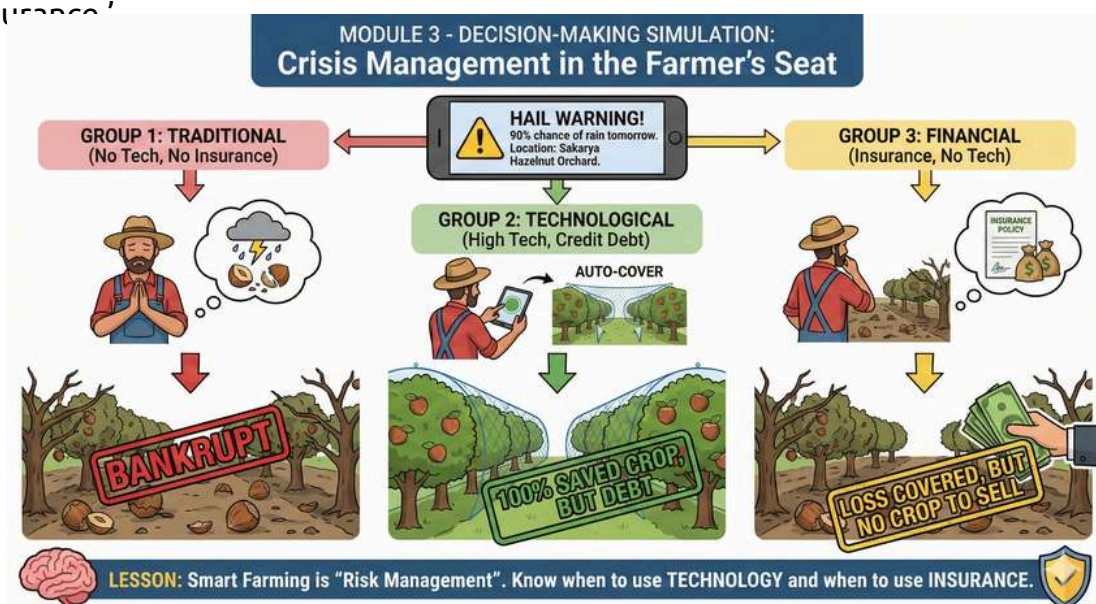 MODULE 3 - DECISION-MAKING SIMULATION:
Crisis Management in the Farmer's Seat
HAIL WARNING!
90% chance of rain tomorrow.
Location: Sakarya
Hazelnut Orchard.
GROUP 1: TRADITIONAL
(No Tech, No Insurance)
GROUP 2: TECHNOLOGICAL
(High Tech, Credit Debt)
AUTO-COVER
GROUP 3: FINANCIAL
(Insurance, No Tech)
INSURANCE
POLICY
BANKRUPT
100% SAVED CROP,
BUT DEBT
LOSS COVERED, BUT
NO CROP TO SELL
LESSON: Smart Farming is “Risk Management”. Know when to use TECHNOLOGY and when to use INSURANCE.